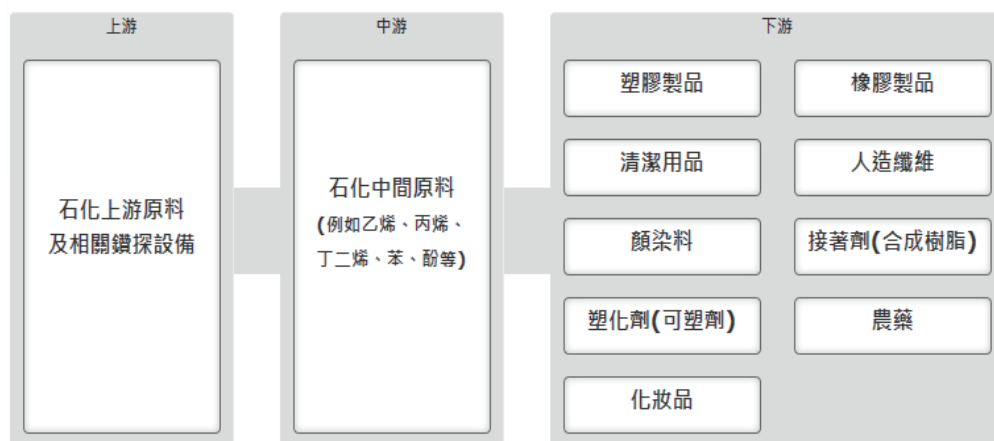 上游
石化上游原料
及相關鑽探設備
中游
石化中間原料
(例如乙烯、丙烯、
丁二烯、苯、酚等)
下游
塑膠製品
橡膠製品
清潔用品
人造纖維
顏染料
接著劑(合成樹脂)
塑化劑(可塑劑)
農藥
化妝品